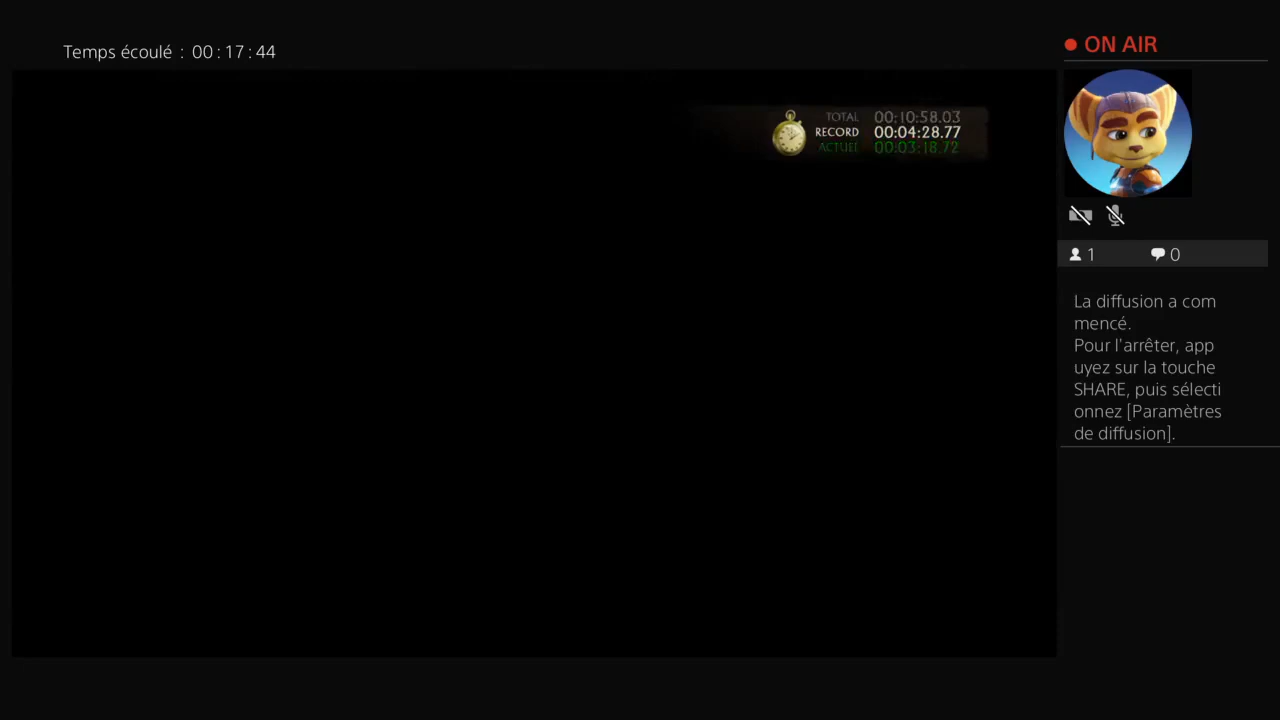 Temps écoulé : 00:17:44
ON AIR
TOTAL 00:10:58.03
RECORD 00:04:28.77
ACTUEL 00:03:18.72
1 0
La diffusion a com
mencé.
Pour l'arrêter, app
uyez sur la touche
SHARE, puis sélecti
onnez [Paramètres
de diffusion].